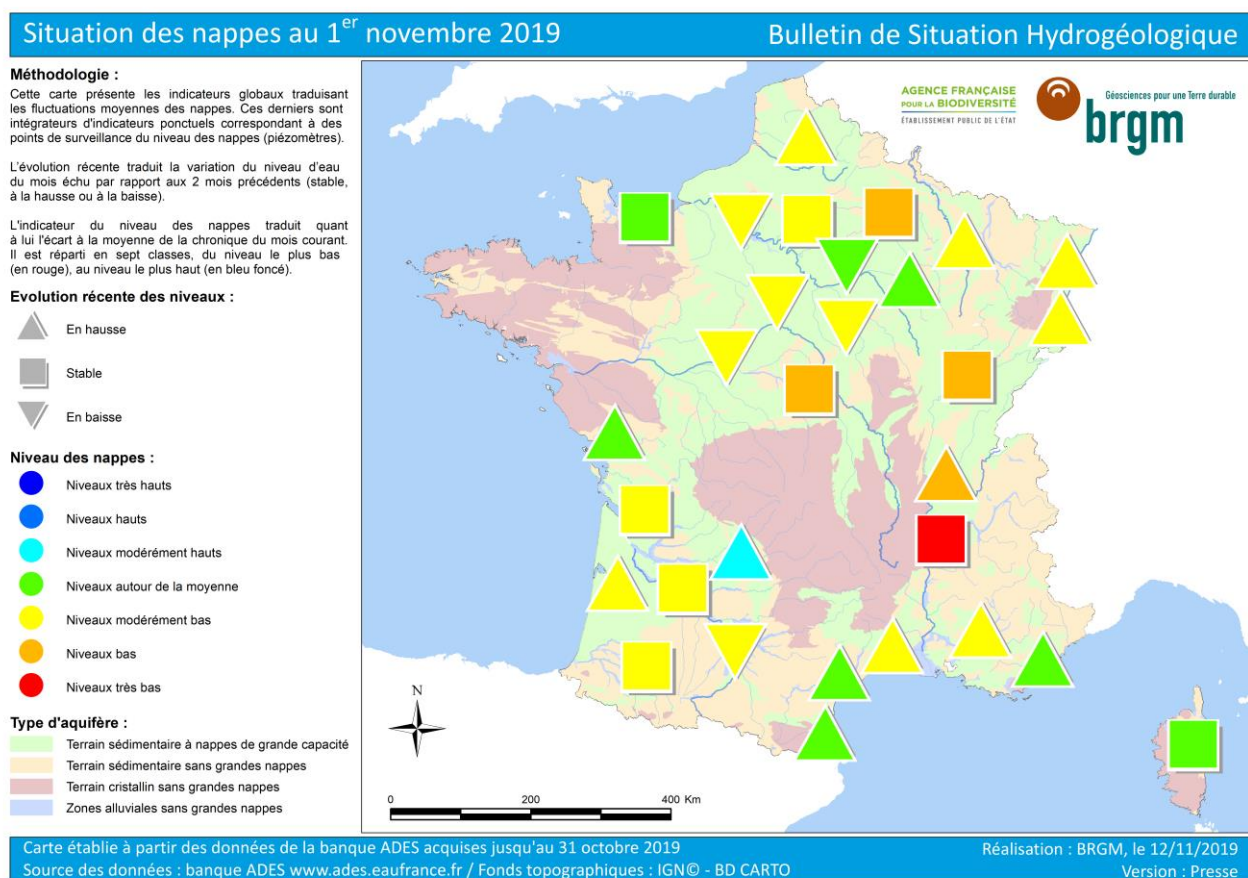 Situation des nappes au 1er novembre 2019
Bulletin de Situation Hydrogéologique
Méthodologie :
Cette carte présente les indicateurs globaux traduisant
les fluctuations moyennes des nappes. Ces derniers sont
intégrateurs d'indicateurs ponctuels correspondant à des
points de surveillance du niveau des nappes (piézomètres).
L'évolution récente traduit la variation du niveau d'eau
du mois échu par rapport aux 2 mois précédents (stable,
à la hausse ou à la baisse).
L'indicateur du niveau des nappes traduit quant
à lui l'écart à la moyenne de la chronique du mois courant.
Il est réparti en sept classes, du niveau le plus bas
(en rouge), au niveau le plus haut (en bleu foncé).
Evolution récente des niveaux :
En hausse
Stable
En baisse
Niveau des nappes :
Niveaux très hauts
Niveaux hauts
Niveaux modérément hauts
Niveaux autour de la moyenne
Niveaux modérément bas
Niveaux bas
Niveaux très bas
Type d'aquifère :
Terrain sédimentaire à nappes de grande capacité
Terrain sédimentaire sans grandes nappes
Terrain cristallin sans grandes nappes
Zones alluviales sans grandes nappes
AGENCE FRANÇAISE
POUR LA BIODIVERSITÉ
ÉTABLISSEMENT PUBLIC DE L'ÉTAT
Géosciences pour une Terre durable
brgm
N
0 200 400 Km
Carte établie à partir des données de la banque ADES acquises jusqu'au 31 octobre 2019
Source des données : banque ADES www.ades.eaufrance.fr / Fonds topographiques : IGN© - BD CARTO
Réalisation : BRGM, le 12/11/2019
Version : Presse